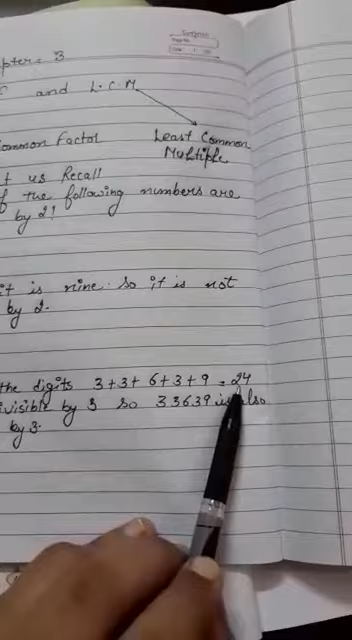 pter = 3
and L.C.M
Common Factor Least Common
Multiple
t us Recall
f the following numbers are
by 2!
it is nine. So it is not
by 2.
the digits 3+3+ 6+3+9 = 24
ivisible by 3 so 33639 is also
by 3.